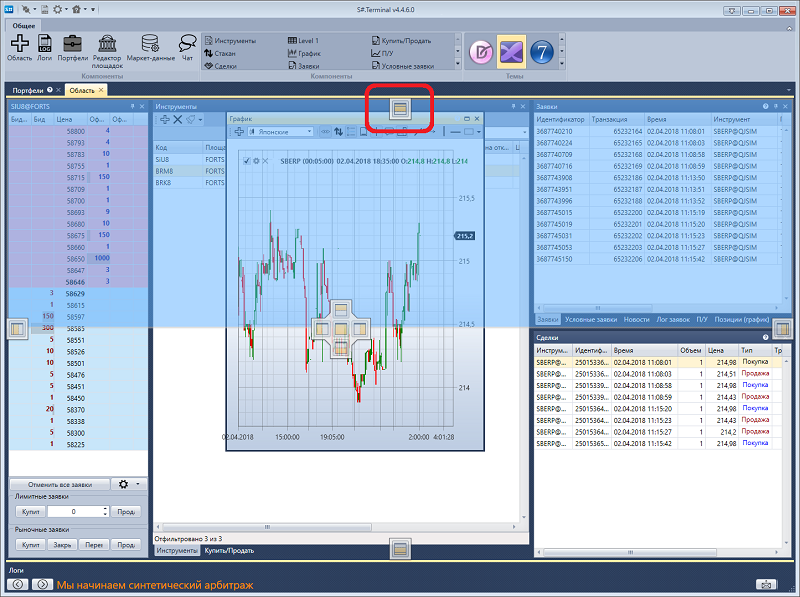 S#.Terminal v4.4.6.0
Общее
Область
Логи
Портфели
Редактор площадок
Маркет-данные
Чат
Инструменты
Стакан
Сделки
Level 1
График
Заявки
Купить/Продать
П/У
Условные заявки
Компоненты
Компоненты
Темы
Портфели
Область
SIU8@FORTS
Бид... Бид Цена Оф... Оф...
58800 4
58793 4
58783 10
58755 1
58715 150
58709 1
58700 1
58693 9
58680 10
58675 150
58660 1
58650 1000
58647 3
58646 3
3 58629
1 58615
150 58597
300 58585
5 58551
10 58526
10 58501
5 58476
5 58451
1 58450
20 58370
1 58338
5 58300
1 58225
Отменить все заявки
Лимитные заявки
Купит 0 Прод
Рыночные заявки
Купит Закрь Перег Прод
Инструменты
Код Площа
SIU8 FORTS
BRM8 FORTS
BRK8 FORTS
График
Японские
SBERP (00:05:00) 02.04.2018 18:35:00 O:214,8 H:214,8 L:214
215,5
215,2
215
214,5
214
02.04.2018 15:00:00 19:05:00 2:00:00 4:01:28
Отфильтровано 3 из 3
Инструменты Купить/Продать
Заявки
Идентификатор Транзакция Время Инструмент
3687740210 65232164 02.04.2018 11:08:01 SBERP@QJSIM
3687740224 65232165 02.04.2018 11:08:03 SBERP@QJSIM
3687740709 65232168 02.04.2018 11:08:58 SBERP@QJSIM
3687740716 65232169 02.04.2018 11:08:59 SBERP@QJSIM
3687743908 65232186 02.04.2018 11:13:50 SBERP@QJSIM
3687743951 65232187 02.04.2018 11:13:51 SBERP@QJSIM
3687743996 65232188 02.04.2018 11:13:52 SBERP@QJSIM
3687745015 65232200 02.04.2018 11:15:19 SBERP@QJSIM
3687745019 65232201 02.04.2018 11:15:20 SBERP@QJSIM
3687745031 65232202 02.04.2018 11:15:23 SBERP@QJSIM
3687745053 65232203 02.04.2018 11:15:27 SBERP@QJSIM
3687745150 65232206 02.04.2018 11:15:42 SBERP@QJSIM
Заявки Условные заявки Новости Лог заявок П/У Позиции (график)
Сделки
Инструм... Идентиф... Время Объем Цена Тип Тр
SBERP@... 25015336... 02.04.2018 11:08:01 1 214,98 Покупка
SBERP@... 25015336... 02.04.2018 11:08:03 1 214,51 Продажа
SBERP@... 25015339... 02.04.2018 11:08:58 1 214,98 Покупка
SBERP@... 25015339... 02.04.2018 11:08:59 1 214,43 Продажа
SBERP@... 25015364... 02.04.2018 11:15:20 1 214,98 Покупка
SBERP@... 25015364... 02.04.2018 11:15:23 1 214,43 Продажа
SBERP@... 25015364... 02.04.2018 11:15:27 1 214,2 Продажа
SBERP@... 25015365... 02.04.2018 11:15:42 1 214,98 Покупка
Логи
Мы начинаем синтетический арбитраж